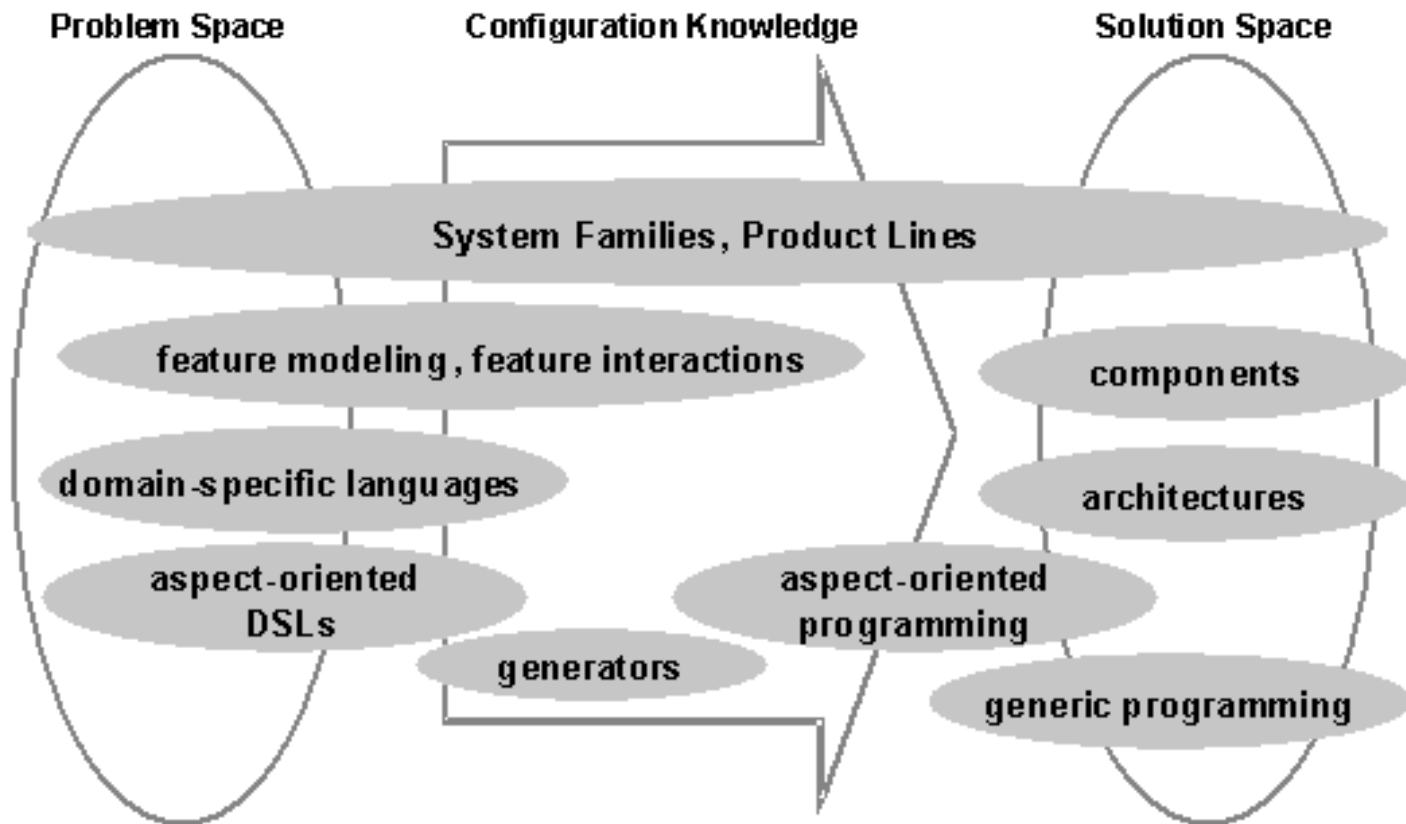 Problem Space
Configuration Knowledge
Solution Space
System Families, Product Lines
feature modeling, feature interactions
components
domain-specific languages
architectures
aspect-oriented
DSLs
aspect-oriented
programming
generators
generic programming